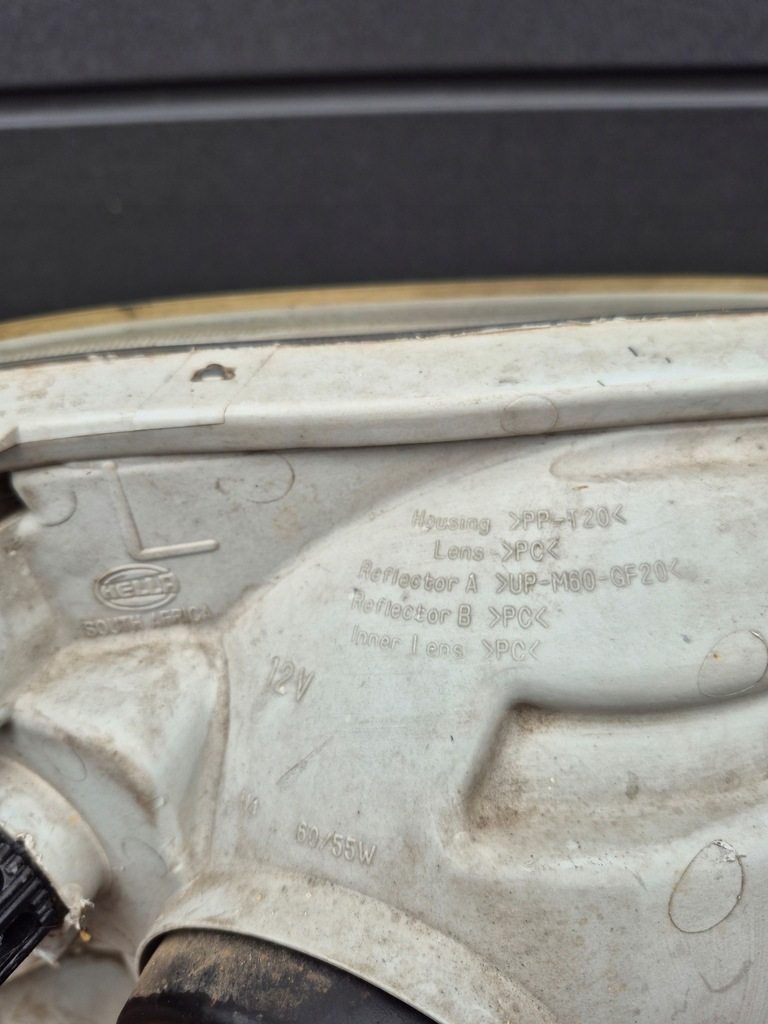 L
HELLA
SOUTH AFRICA
Housing >PP-T20<
Lens >PC<
Reflector A >UP-M60-GF20<
Reflector B >PC<
Inner Lens >PC<
12V
60/55W